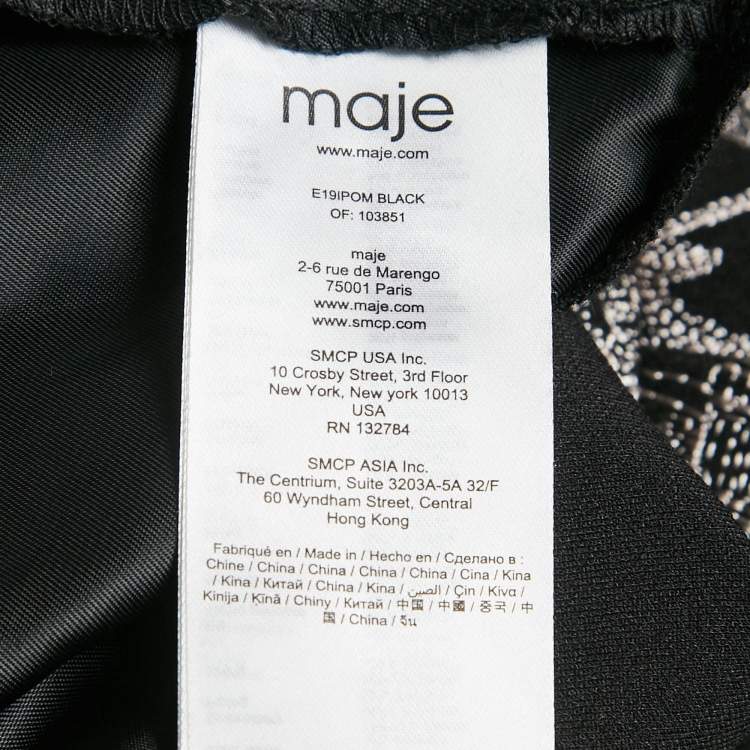 maje
www.maje.com
E19IPOM BLACK
OF: 103851
maje
2-6 rue de Marengo
75001 Paris
www.maje.com
www.smcp.com
SMCP USA Inc.
10 Crosby Street, 3rd Floor
New York, New york 10013
USA
RN 132784
SMCP ASIA Inc.
The Centrium, Suite 3203A-5A 32/F
60 Wyndham Street, Central
Hong Kong
Fabriqué en / Made in / Hecho en / Сделано в :
Chine / China / China / China / China / Cina / Kina
/ Kina / Китай / China / Kina / الصين / Çin / Κίνα /
Kinija / Ķīnā / Chiny / Китай / 中国 / 中國 / 중국 / 中
国 / China / จีน